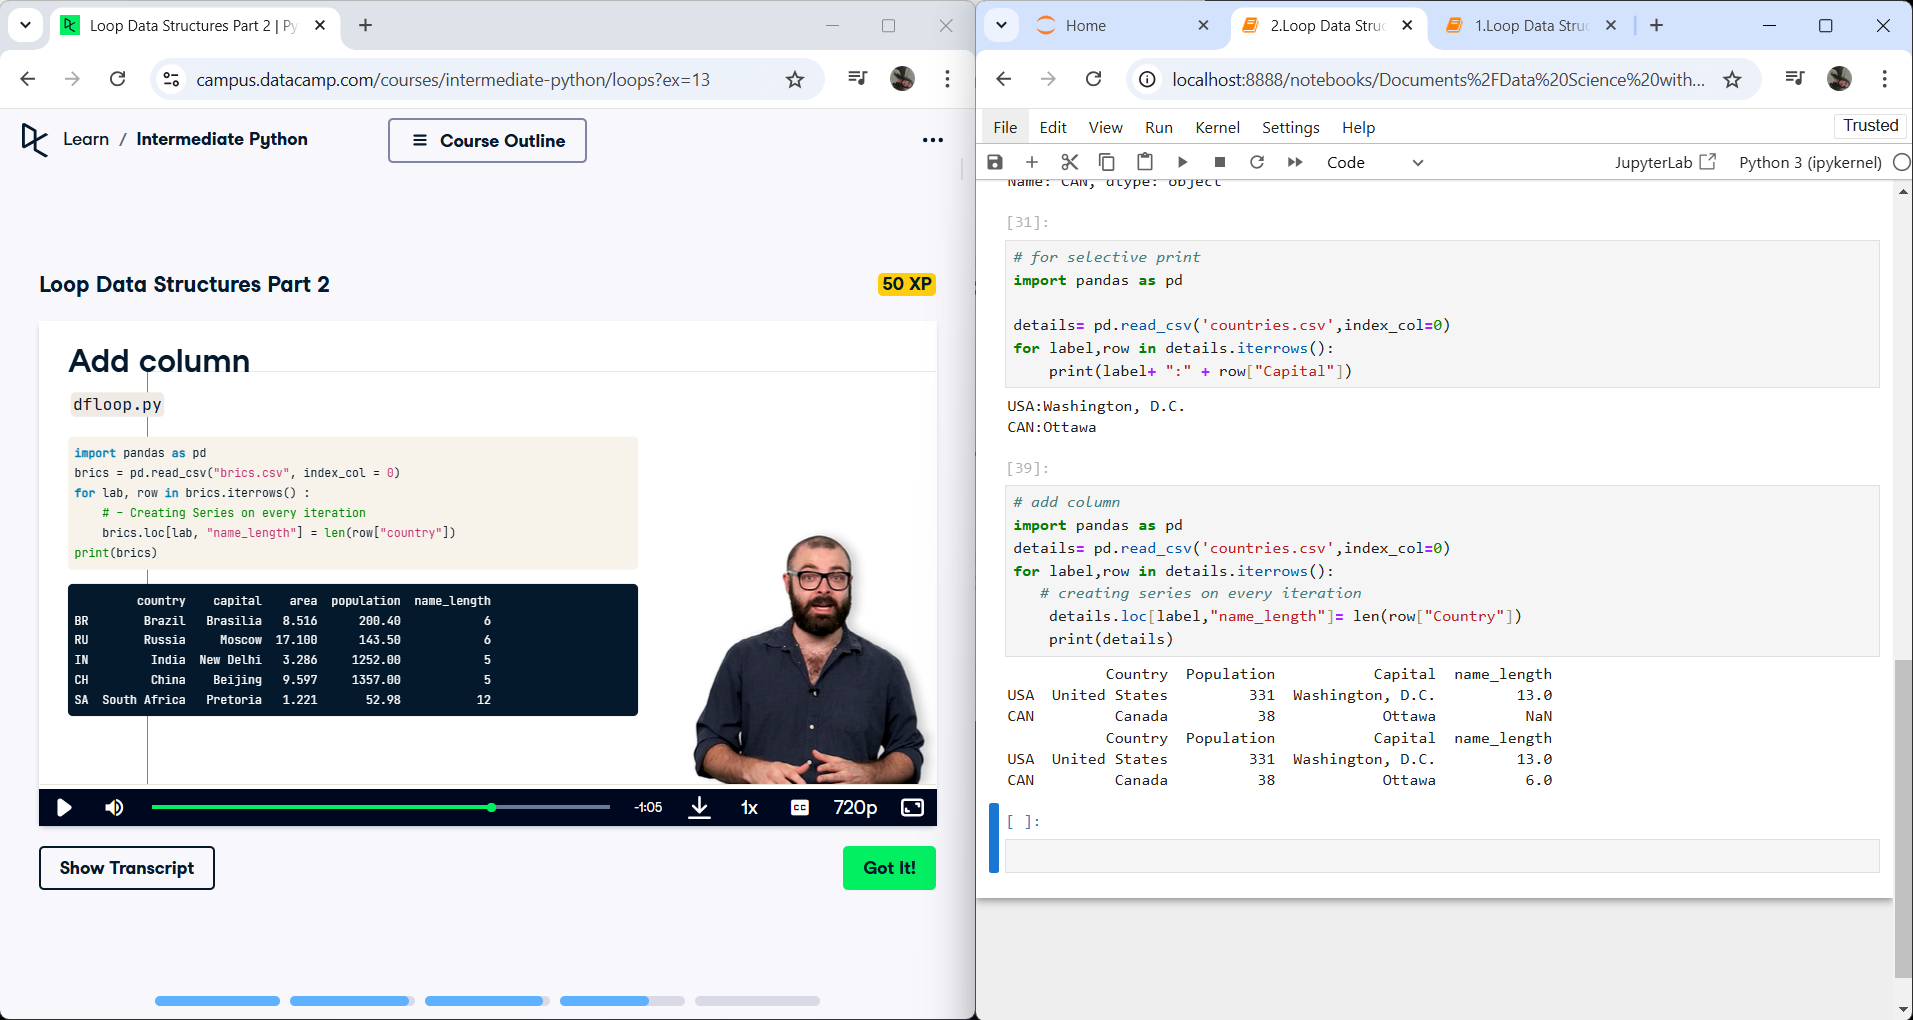 Loop Data Structures Part 2 | Py
campus.datacamp.com/courses/intermediate-python/loops?ex=13
Learn / Intermediate Python
Course Outline
Loop Data Structures Part 2
50 XP
Add column
dfloop.py
import pandas as pd
brics = pd.read_csv("brics.csv", index_col = 0)
for lab, row in brics.iterrows() :
# - Creating Series on every iteration
brics.loc[lab, "name_length"] = len(row["country"])
print(brics)
country capital area population name_length
BR Brazil Brasilia 8.516 200.40 6
RU Russia Moscow 17.100 143.50 6
IN India New Delhi 3.286 1252.00 5
CH China Beijing 9.597 1357.00 5
SA South Africa Pretoria 1.221 52.98 12
-1:05
1x
CC
720p
Show Transcript
Got It!
Home
2.Loop Data Struc
1.Loop Data Struc
localhost:8888/notebooks/Documents%2FData%20Science%20with...
File Edit View Run Kernel Settings Help
Trusted
Code
JupyterLab
Python 3 (ipykernel)
Name: CAN, dtype: object
[31]:
# for selective print
import pandas as pd
details= pd.read_csv('countries.csv',index_col=0)
for label,row in details.iterrows():
print(label+ ":" + row["Capital"])
USA:Washington, D.C.
CAN:Ottawa
[39]:
# add column
import pandas as pd
details= pd.read_csv('countries.csv',index_col=0)
for label,row in details.iterrows():
# creating series on every iteration
details.loc[label,"name_length"]= len(row["Country"])
print(details)
Country Population Capital name_length
USA United States 331 Washington, D.C. 13.0
CAN Canada 38 Ottawa NaN
Country Population Capital name_length
USA United States 331 Washington, D.C. 13.0
CAN Canada 38 Ottawa 6.0
[ ]: